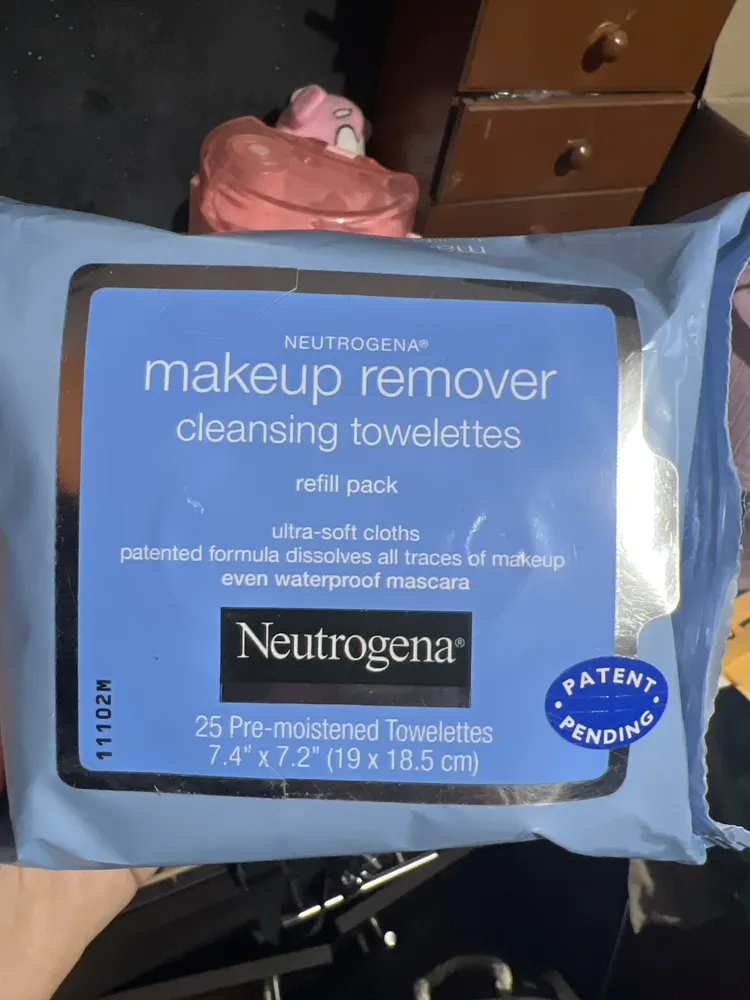 NEUTROGENA®
makeup remover
cleansing towelettes
refill pack
ultra-soft cloths
patented formula dissolves all traces of makeup
even waterproof mascara
Neutrogena®
25 Pre-moistened Towelettes
7.4" x 7.2" (19 x 18.5 cm)
11102M
PATENT
PENDING